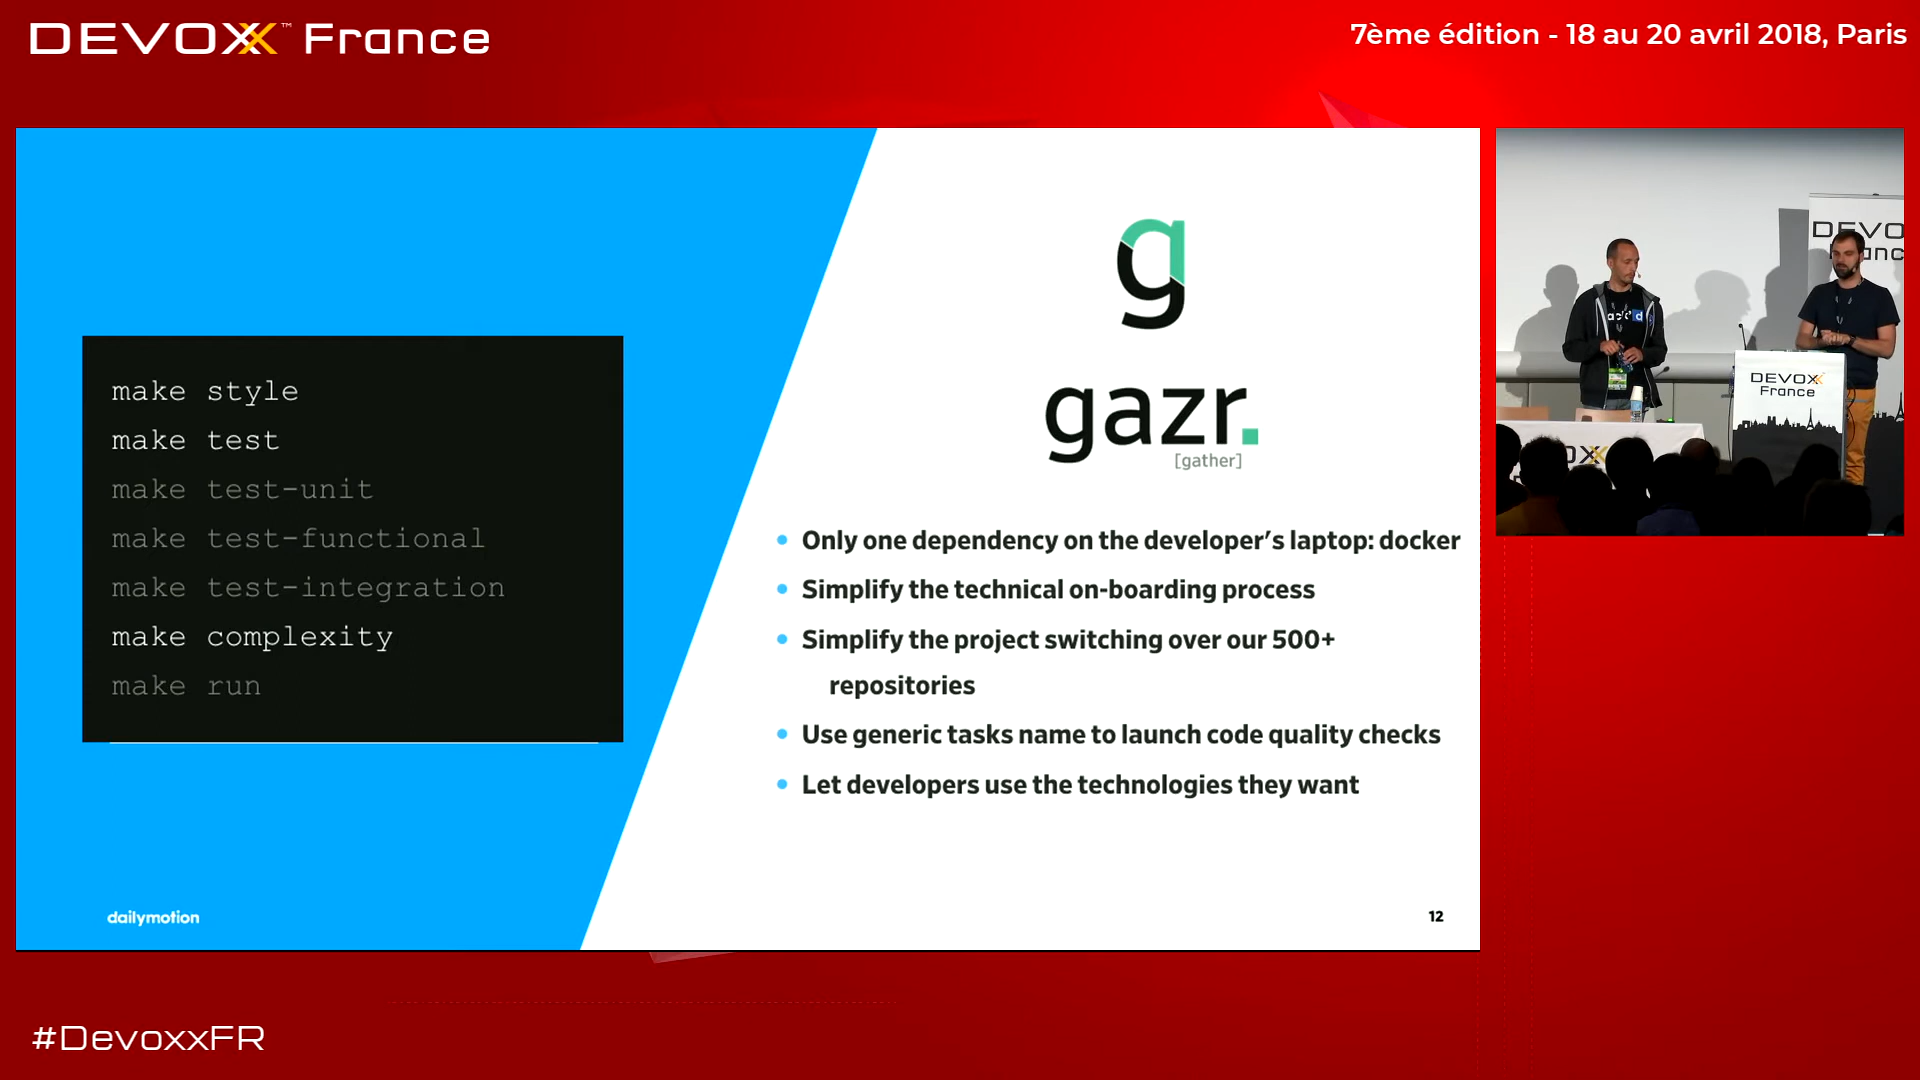 DEVOXX™ France
7ème édition - 18 au 20 avril 2018, Paris
make style
make test
make test-unit
make test-functional
make test-integration
make complexity
make run
g
gazr.
[gather]
• Only one dependency on the developer’s laptop: docker
• Simplify the technical on-boarding process
• Simplify the project switching over our 500+
repositories
• Use generic tasks name to launch code quality checks
• Let developers use the technologies they want
dailymotion
12
DEVOXX
France
#DevoxxFR